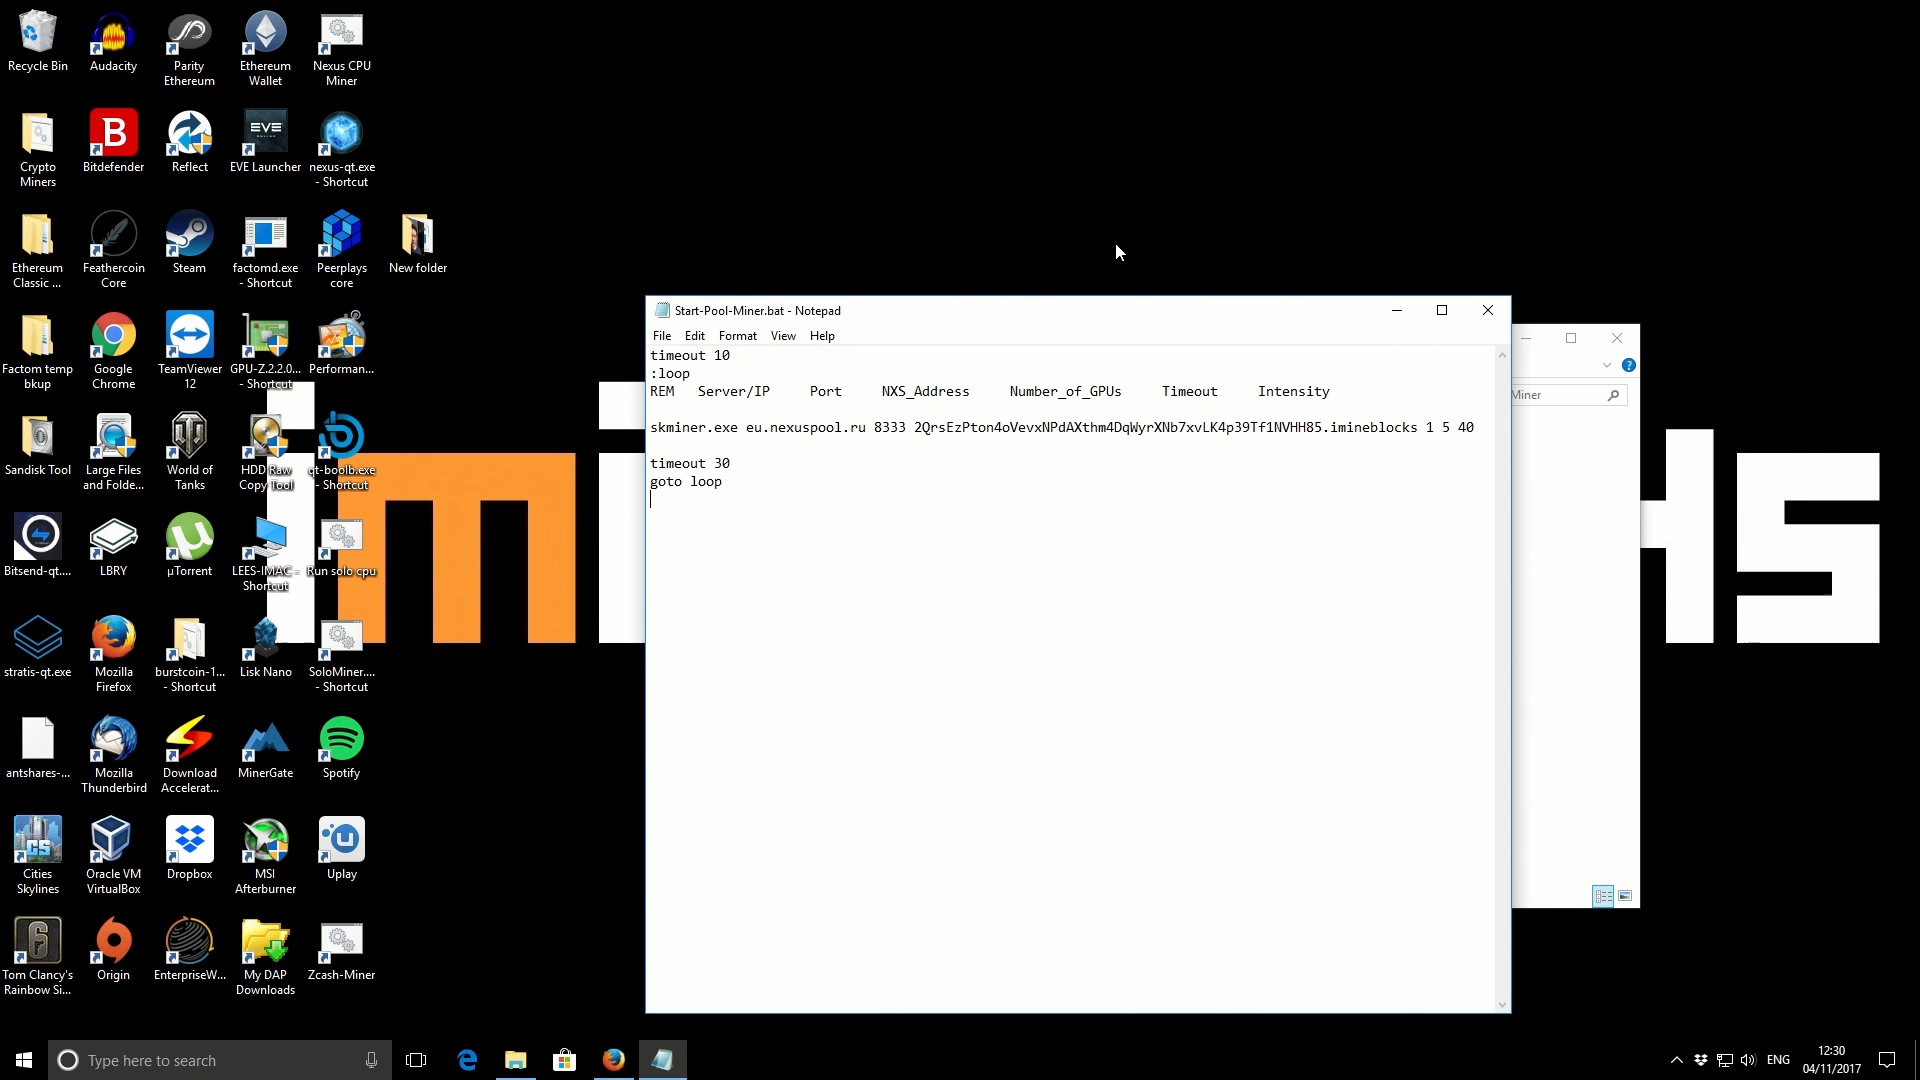 Recycle Bin
Audacity
Parity
Ethereum
Ethereum
Wallet
Nexus CPU
Miner
Crypto
Miners
Bitdefender
Reflect
EVE Launcher
nexus-qt.exe
- Shortcut
Ethereum
Classic ...
Feathercoin
Core
Steam
factomd.exe
- Shortcut
Peerplays
core
New folder
Factom temp
bkup
Google
Chrome
TeamViewer
12
GPU-Z.2.2.0...
- Shortcut
Performan...
Sandisk Tool
Large Files
and Folde...
World of
Tanks
HDD Raw
Copy Tool
qt-boolb.exe
- Shortcut
Bitsend-qt....
LBRY
µTorrent
LEES-IMAC -
Shortcut
Run solo cpu
stratis-qt.exe
Mozilla
Firefox
burstcoin-1...
- Shortcut
Lisk Nano
SoloMiner....
- Shortcut
antshares-...
Mozilla
Thunderbird
Download
Accelerat...
MinerGate
Spotify
Cities
Skylines
Oracle VM
VirtualBox
Dropbox
MSI
Afterburner
Uplay
Tom Clancy's
Rainbow Si...
Origin
EnterpriseW...
My DAP
Downloads
Zcash-Miner
Start-Pool-Miner.bat - Notepad
File Edit Format View Help
timeout 10
:loop
REM Server/IP Port NXS_Address Number_of_GPUs Timeout Intensity
skminer.exe eu.nexuspool.ru 8333 2QrsEzPton4oVevxNPdAXthm4DqWyrXNb7xvLK4p39Tf1NVHH85.imineblocks 1 5 40
timeout 30
goto loop
Miner
Type here to search
ENG
12:30
04/11/2017